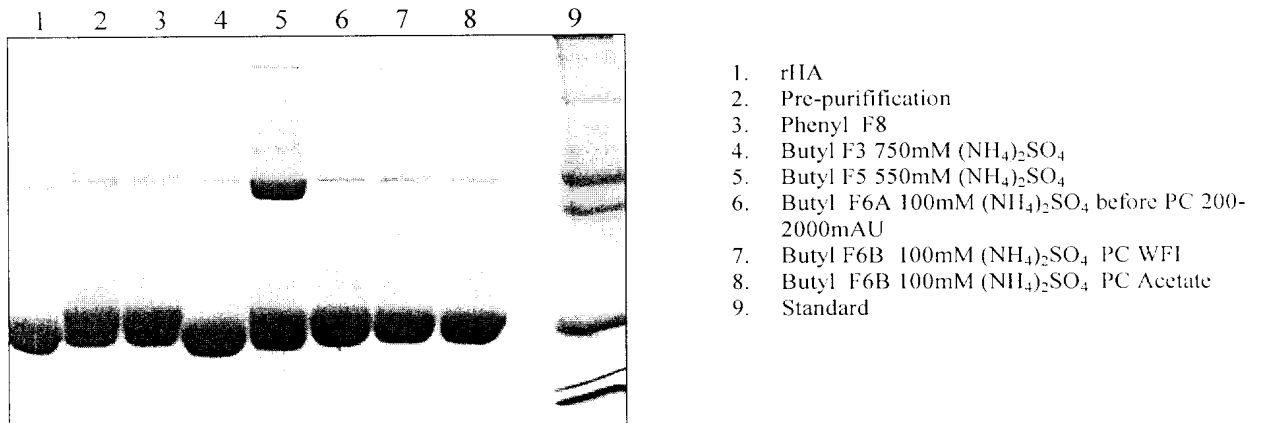 1 2 3 4 5 6 7 8 9
1. rHA
2. Pre-purifification
3. Phenyl F8
4. Butyl F3 750mM (NH₄)₂SO₄
5. Butyl F5 550mM (NH₄)₂SO₄
6. Butyl F6A 100mM (NH₄)₂SO₄ before PC 200-
2000mAU
7. Butyl F6B 100mM (NH₄)₂SO₄ PC WFI
8. Butyl F6B 100mM (NH₄)₂SO₄ PC Acetate
9. Standard